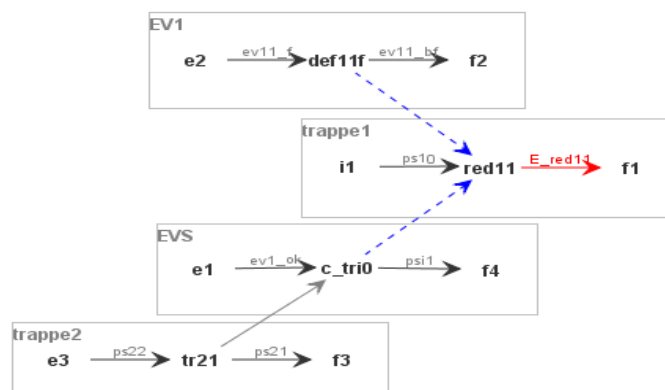 EV1
e2 ev11_f def11f ev11_bf f2
trappe1
i1 ps10 red11 E_red11 f1
EVS
e1 ev1_ok c_tri0 psi1 f4
trappe2
e3 ps22 tr21 ps21 f3